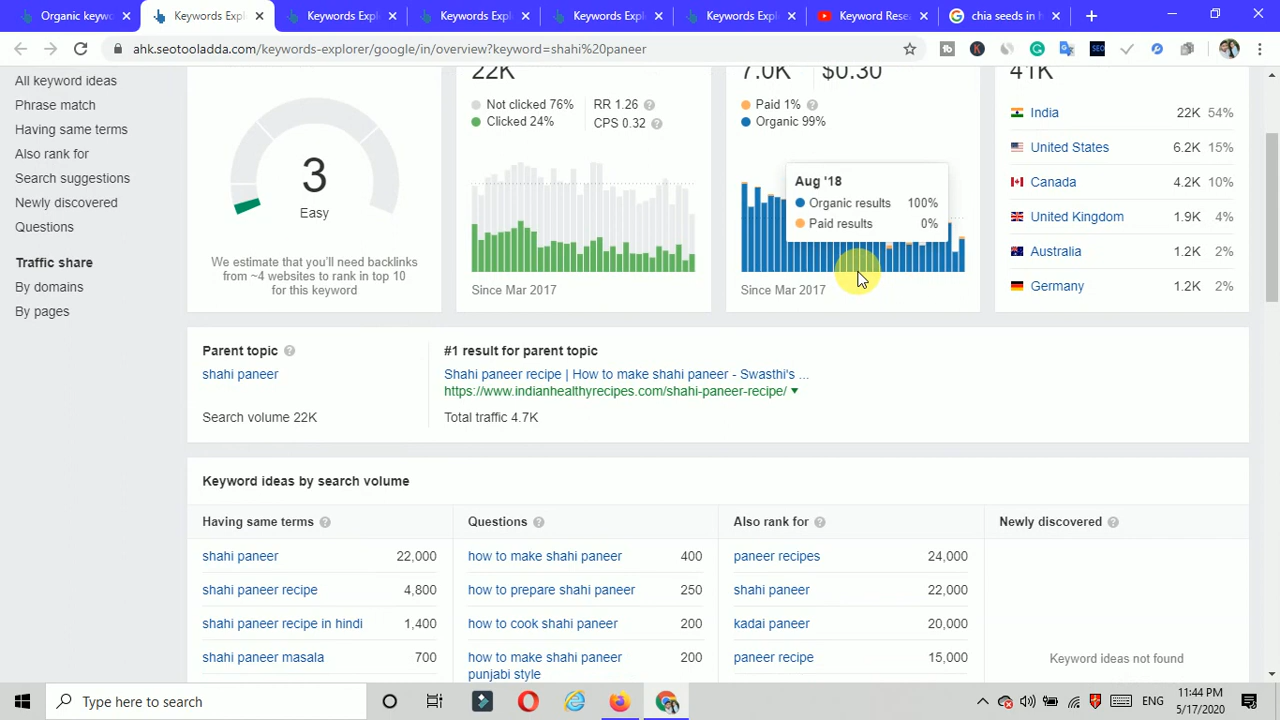 Organic keywo
Keywords Expl
Keywords Expl
Keywords Expl
Keywords Expl
Keywords Expl
Keyword Rese
chia seeds in h
ahk.seotooladda.com/keywords-explorer/google/in/overview?keyword=shahi%20paneer
All keyword ideas
Phrase match
Having same terms
Also rank for
Search suggestions
Newly discovered
Questions
Traffic share
By domains
By pages
3
Easy
We estimate that you'll need backlinks
from ~4 websites to rank in top 10
for this keyword
22K
Not clicked 76%
Clicked 24%
RR 1.26
CPS 0.32
Since Mar 2017
7.0K
$0.30
Paid 1%
Organic 99%
Aug '18
Organic results 100%
Paid results 0%
Since Mar 2017
41K
India 22K 54%
United States 6.2K 15%
Canada 4.2K 10%
United Kingdom 1.9K 4%
Australia 1.2K 2%
Germany 1.2K 2%
Parent topic
shahi paneer
Search volume 22K
#1 result for parent topic
Shahi paneer recipe | How to make shahi paneer - Swasthi's ...
https://www.indianhealthyrecipes.com/shahi-paneer-recipe/
Total traffic 4.7K
Keyword ideas by search volume
Having same terms
shahi paneer 22,000
shahi paneer recipe 4,800
shahi paneer recipe in hindi 1,400
shahi paneer masala 700
Questions
how to make shahi paneer 400
how to prepare shahi paneer 250
how to cook shahi paneer 200
how to make shahi paneer 200
punjabi style
Also rank for
paneer recipes 24,000
shahi paneer 22,000
kadai paneer 20,000
paneer recipe 15,000
Newly discovered
Keyword ideas not found
Type here to search
ENG
11:44 PM
5/17/2020